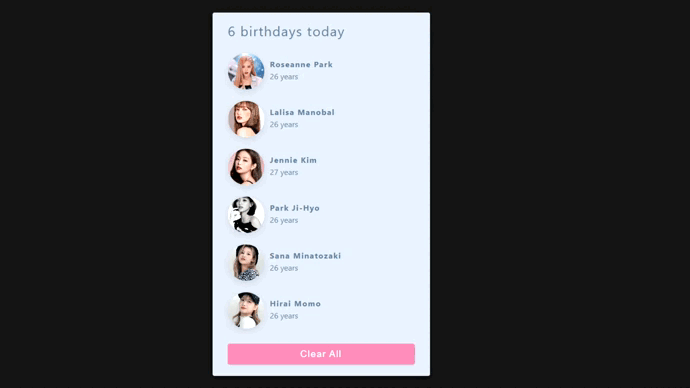 6 birthdays today
Roseanne Park
26 years
Lalisa Manobal
26 years
Jennie Kim
27 years
Park Ji-Hyo
26 years
Sana Minatozaki
26 years
Hirai Momo
26 years
Clear All